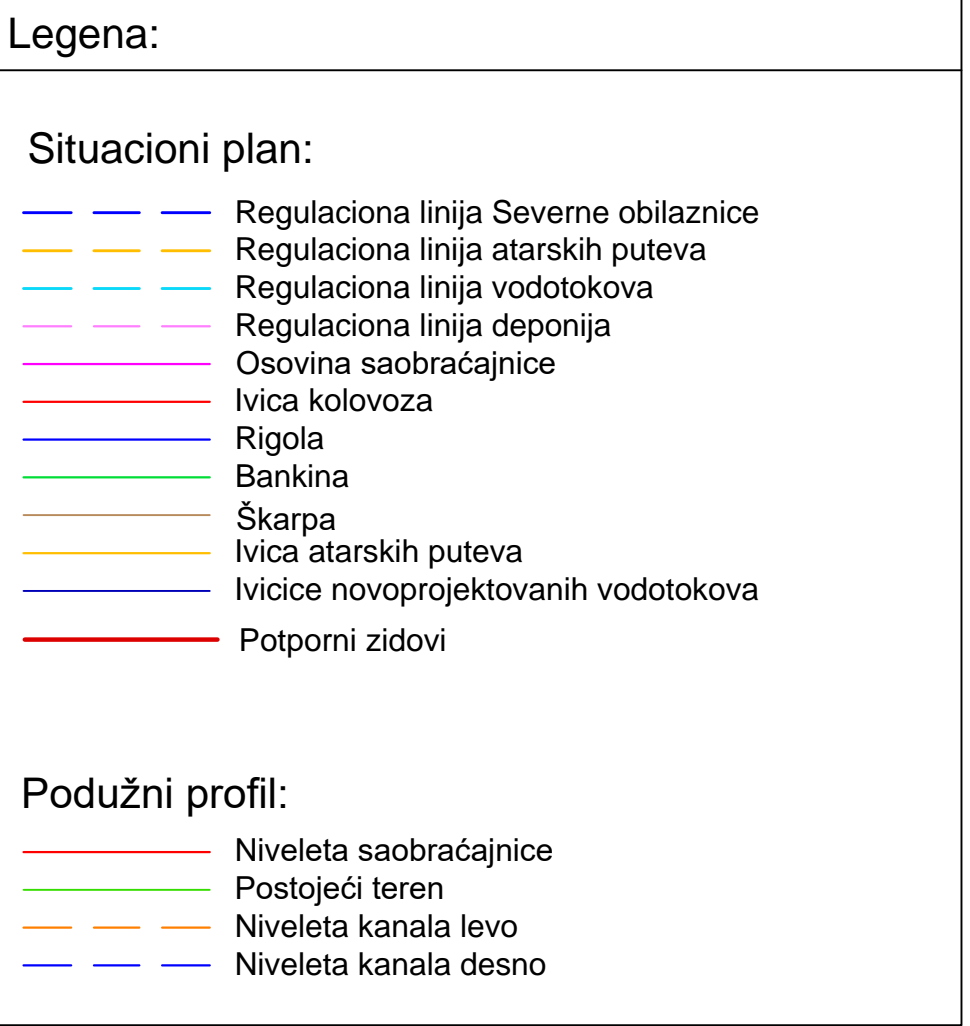 Legena:
Situacioni plan:
Regulaciona linija Severne obilaznice
Regulaciona linija atarskih puteva
Regulaciona linija vodotokova
Regulaciona linija deponija
Osovina saobraćajnice
Ivica kolovoza
Rigola
Bankina
Škarpa
Ivica atarskih puteva
Ivicice novoprojektovanih vodotokova
Potporni zidovi
Podužni profil:
Niveleta saobraćajnice
Postojeći teren
Niveleta kanala levo
Niveleta kanala desno